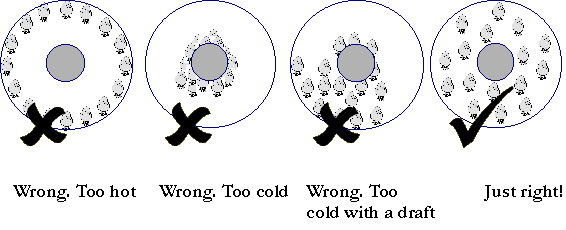 Wrong. Too hot
Wrong. Too cold
Wrong. Too
cold with a draft
Just right!